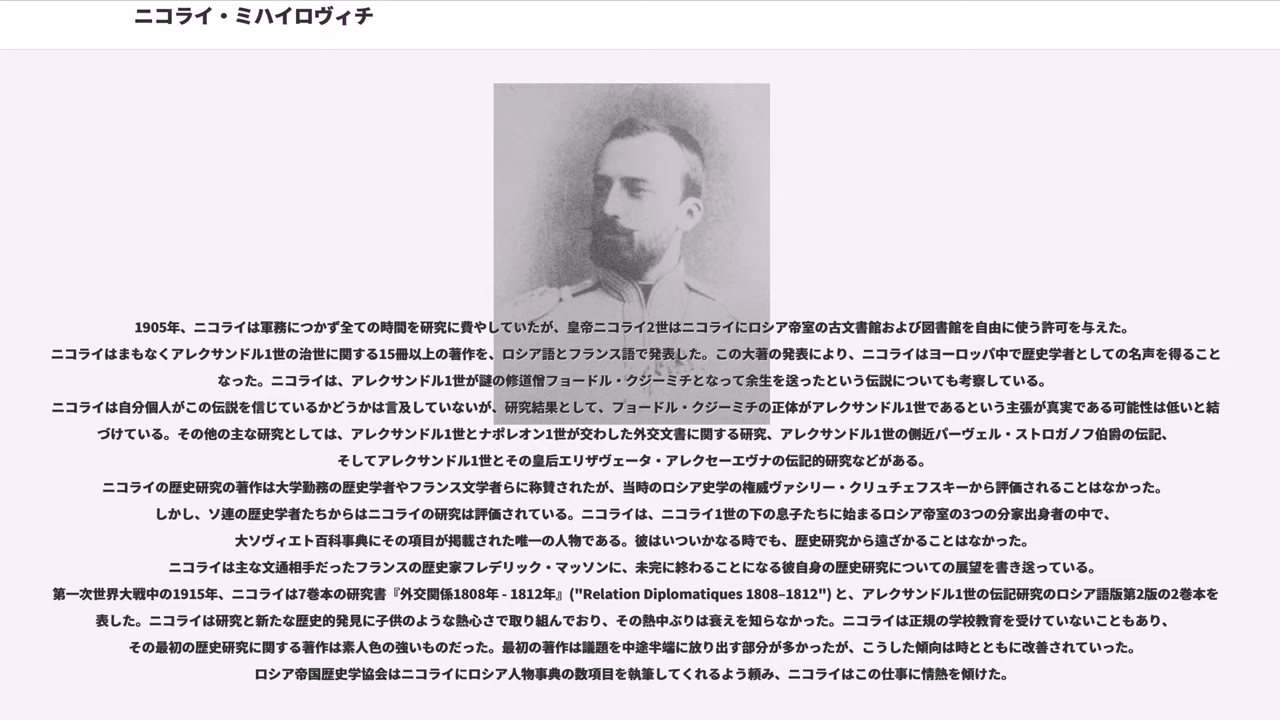 ニコライ・ミハイロヴィチ
1905年、ニコライは軍務につかず全ての時間を研究に費やしていたが、皇帝ニコライ2世はニコライにロシア帝室の古文書館および図書館を自由に使う許可を与えた。
ニコライはまもなくアレクサンドル1世の治世に関する15冊以上の著作を、ロシア語とフランス語で発表した。この大著の発表により、ニコライはヨーロッパ中で歴史学者としての名声を得ること
なった。ニコライは、アレクサンドル1世が謎の修道僧フョードル・クジーミチとなって余生を送ったという伝説についても考察している。
ニコライは自分個人がこの伝説を信じているかどうかは言及していないが、研究結果として、フョードル・クジーミチの正体がアレクサンドル1世であるという主張が真実である可能性は低いと結
づけている。その他の主な研究としては、アレクサンドル1世とナポレオン1世が交わした外交文書に関する研究、アレクサンドル1世の側近パーヴェル・ストロガノフ伯爵の伝記、
そしてアレクサンドル1世とその皇后エリザヴェータ・アレクセーエヴナの伝記的研究などがある。
ニコライの歴史研究の著作は大学勤務の歴史学者やフランス文学者らに称賛されたが、当時のロシア史学の権威ヴァシリー・クリュチェフスキーから評価されることはなかった。
しかし、ソ連の歴史学者たちからはニコライの研究は評価されている。ニコライは、ニコライ1世の下の息子たちに始まるロシア帝室の3つの分家出身者の中で、
大ソヴィエト百科事典にその項目が掲載された唯一の人物である。彼はいついかなる時でも、歴史研究から遠ざかることはなかった。
ニコライは主な文通相手だったフランスの歴史家フレデリック・マッソンに、未完に終わることになる彼自身の歴史研究についての展望を書き送っている。
第一次世界大戦中の1915年、ニコライは7巻本の研究書『外交関係1808年 - 1812年』("Relation Diplomatiques 1808–1812") と、アレクサンドル1世の伝記研究のロシア語版第2版の2巻本を
表した。ニコライは研究と新たな歴史的発見に子供のような熱心さで取り組んでおり、その熱中ぶりは衰えを知らなかった。ニコライは正規の学校教育を受けていないこともあり、
その最初の歴史研究に関する著作は素人色の強いものだった。最初の著作は議題を中途半端に放り出す部分が多かったが、こうした傾向は時とともに改善されていった。
ロシア帝国歴史学協会はニコライにロシア人物事典の数項目を執筆してくれるよう頼み、ニコライはこの仕事に情熱を傾けた。